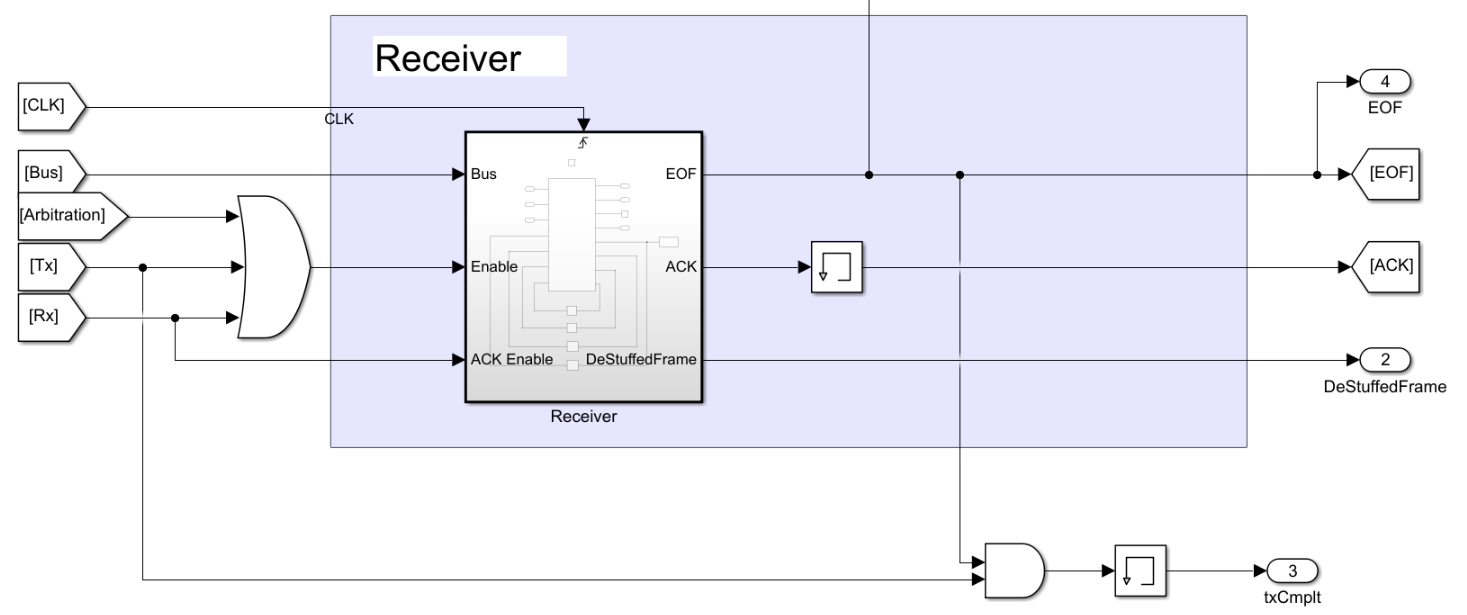 Receiver
[CLK]
CLK
4
EOF
[Bus]
Bus
EOF
[EOF]
[Arbitration]
[Tx]
Enable
ACK
[ACK]
[Rx]
ACK Enable
DeStuffedFrame
2
DeStuffedFrame
Receiver
3
txCmplt